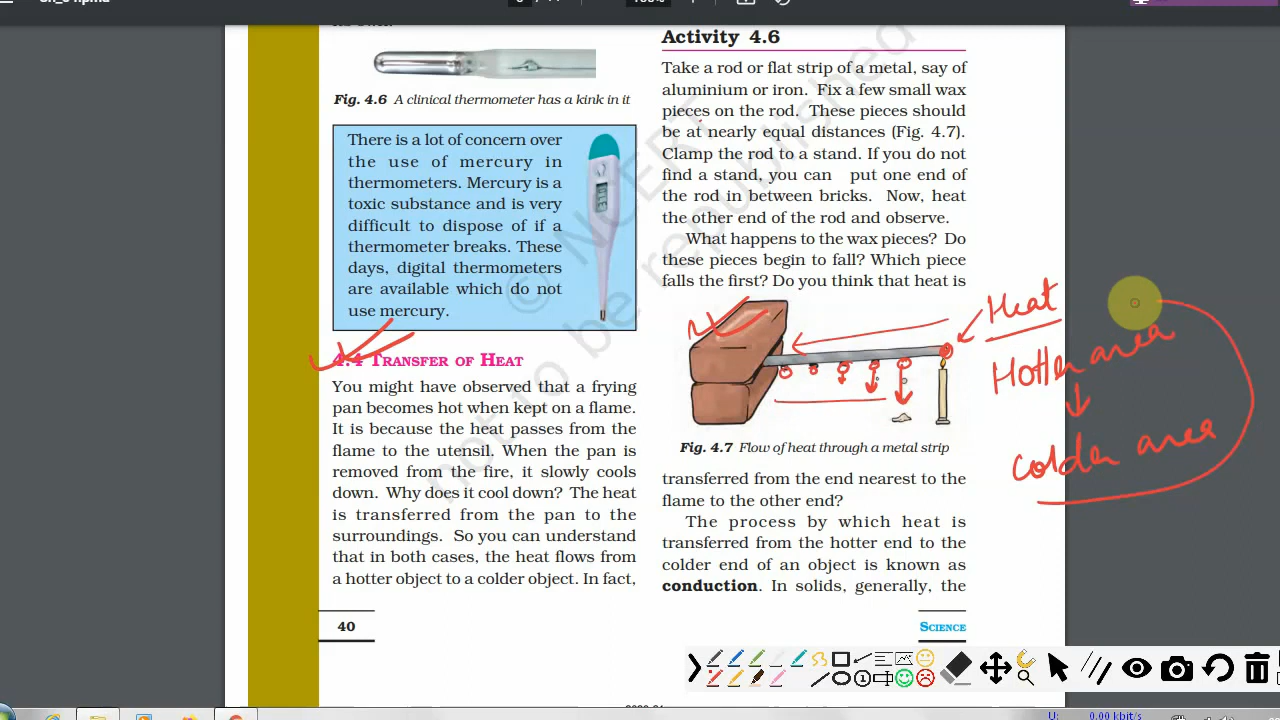 Fig. 4.6 A clinical thermometer has a kink in it
There is a lot of concern over
the use of mercury in
thermometers. Mercury is a
toxic substance and is very
difficult to dispose of if a
thermometer breaks. These
days, digital thermometers
are available which do not
use mercury.
4.4 TRANSFER OF HEAT
You might have observed that a frying
pan becomes hot when kept on a flame.
It is because the heat passes from the
flame to the utensil. When the pan is
removed from the fire, it slowly cools
down. Why does it cool down? The heat
is transferred from the pan to the
surroundings. So you can understand
that in both cases, the heat flows from
a hotter object to a colder object. In fact,
40
Activity 4.6
Take a rod or flat strip of a metal, say of
aluminium or iron. Fix a few small wax
pieces on the rod. These pieces should
be at nearly equal distances (Fig. 4.7).
Clamp the rod to a stand. If you do not
find a stand, you can put one end of
the rod in between bricks. Now, heat
the other end of the rod and observe.
What happens to the wax pieces? Do
these pieces begin to fall? Which piece
falls the first? Do you think that heat is
Heat
Hotter area
colder area
Fig. 4.7 Flow of heat through a metal strip
transferred from the end nearest to the
flame to the other end?
The process by which heat is
transferred from the hotter end to the
colder end of an object is known as
conduction. In solids, generally, the
SCIENCE
© NCERT
not to be republished
U: 0.00 kbit/s